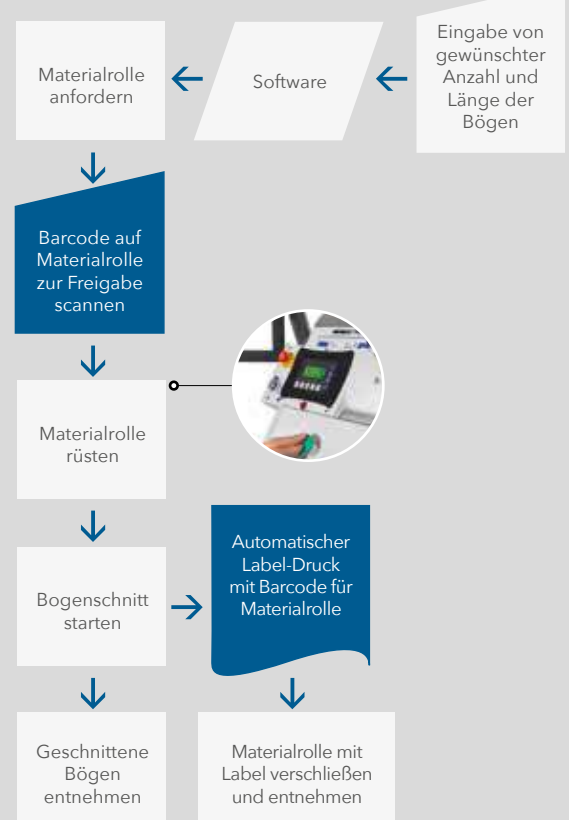 Eingabe von
gewünschter
Anzahl und
Länge der
Bögen
Software
Materialrolle
anfordern
Barcode auf
Materialrolle
zur Freigabe
scannen
Materialrolle
rüsten
Bogenschnitt
starten
Automatischer
Label-Druck
mit Barcode für
Materialrolle
Geschnittene
Bögen
entnehmen
Materialrolle mit
Label verschließen
und entnehmen